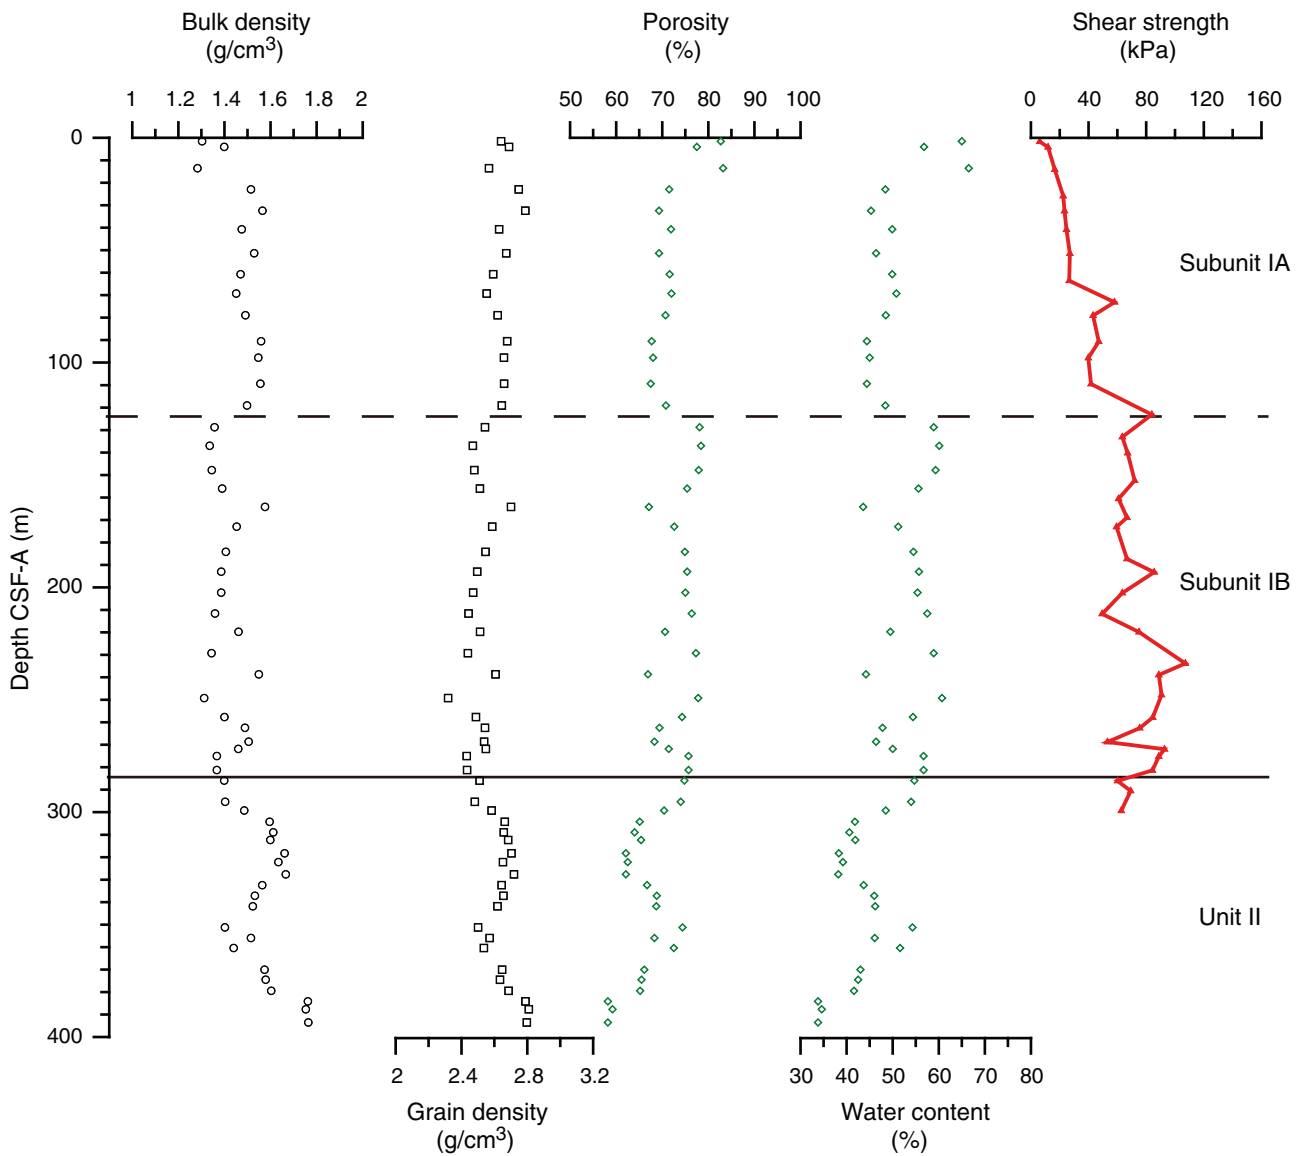 Bulk density
(g/cm3)
Porosity
(%)
Shear strength
(kPa)
1 1.2 1.4 1.6 1.8 2
50 60 70 80 90 100
0 40 80 120 160
0
Subunit IA
100
Depth CSF-A (m)
200
Subunit IB
300
Unit II
400
2 2.4 2.8 3.2
30 40 50 60 70 80
Grain density
(g/cm3)
Water content
(%)